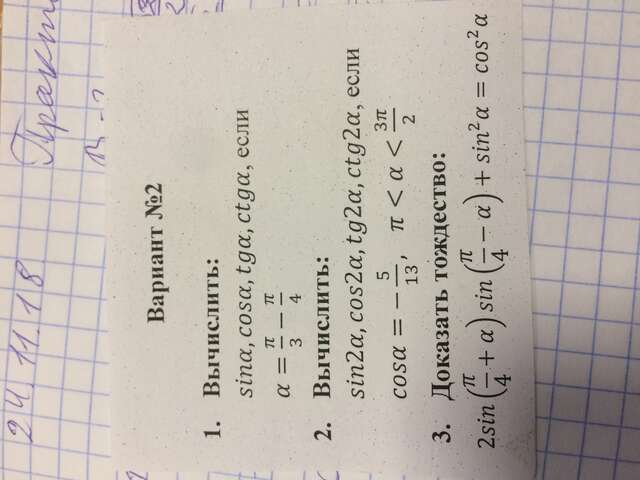 24.11.18
Вариант №2
1. Вычислить:
sinα, cosα, tgα, ctgα, если
α = π/3 − π/4
2. Вычислить:
sin2α, cos2α, tg2α, ctg2α, если
cosα = −5/13, π < α < 3π/2
3. Доказать тождество:
2sin(π/4 + α) sin(π/4 − α) + sin²α = cos²α